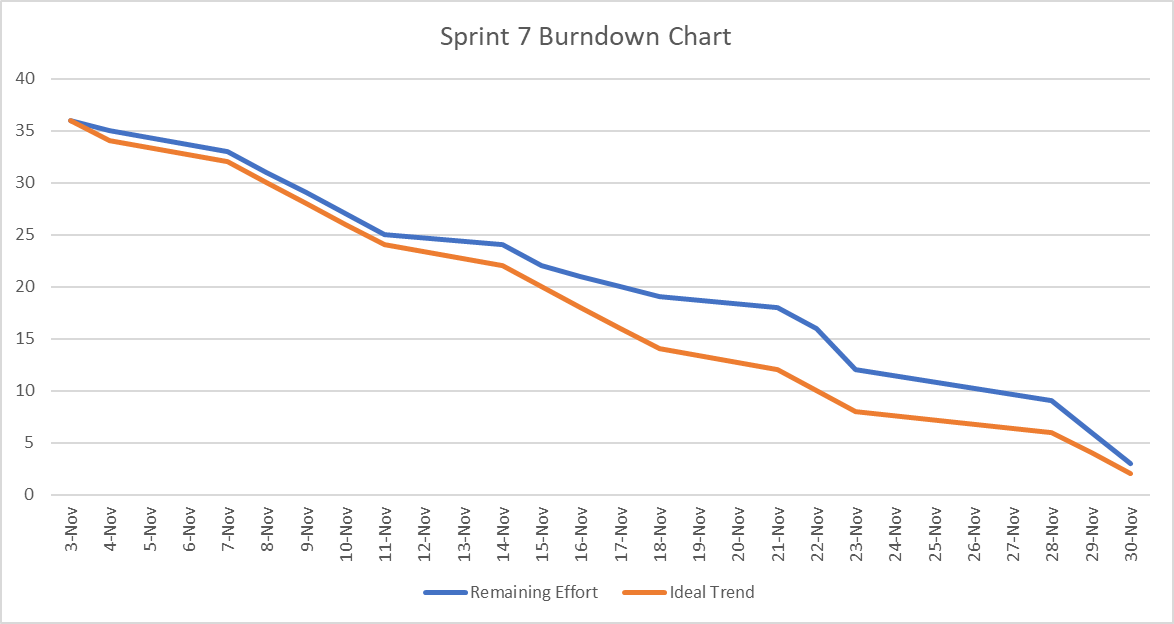 Sprint 7 Burndown Chart
40
35
30
25
20
15
10
5
0
3-Nov
4-Nov
5-Nov
6-Nov
7-Nov
8-Nov
9-Nov
10-Nov
11-Nov
12-Nov
13-Nov
14-Nov
15-Nov
16-Nov
17-Nov
18-Nov
19-Nov
20-Nov
21-Nov
22-Nov
23-Nov
24-Nov
25-Nov
26-Nov
27-Nov
28-Nov
29-Nov
30-Nov
Remaining Effort
Ideal Trend